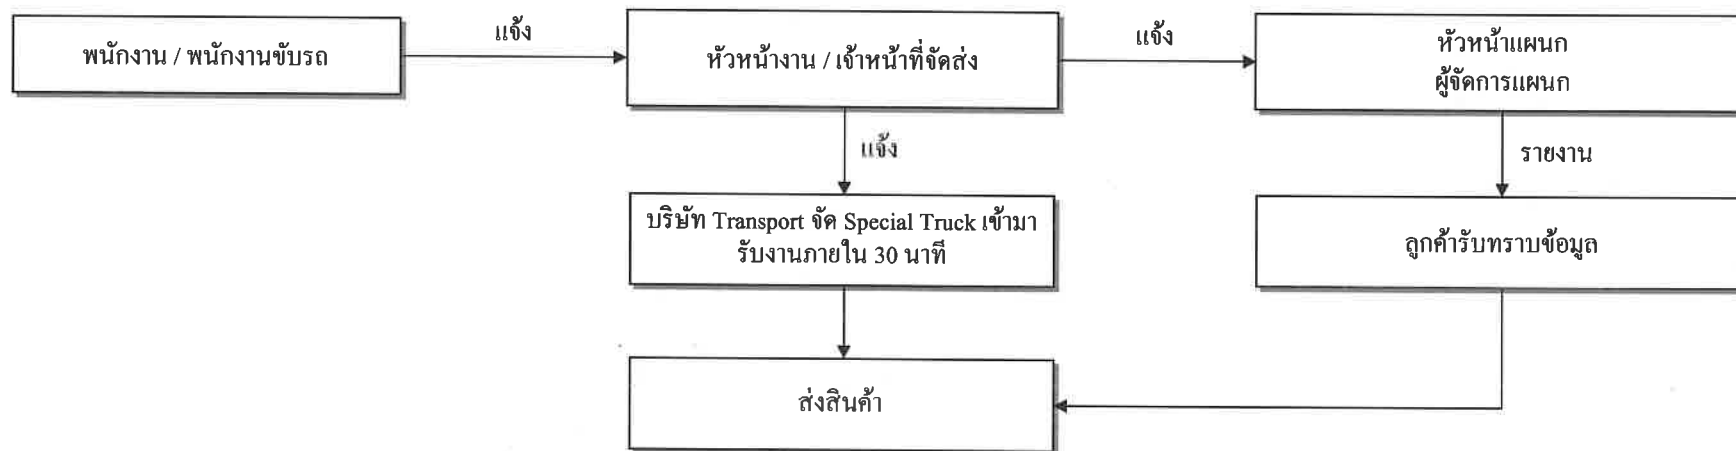 พนักงาน / พนักงานขับรถ
แจ้ง
หัวหน้างาน / เจ้าหน้าที่จัดส่ง
แจ้ง
หัวหน้าแผนก
ผู้จัดการแผนก
แจ้ง
รายงาน
บริษัท Transport จัด Special Truck เข้ามา
รับงานภายใน 30 นาที
ลูกค้ารับทราบข้อมูล
ส่งสินค้า